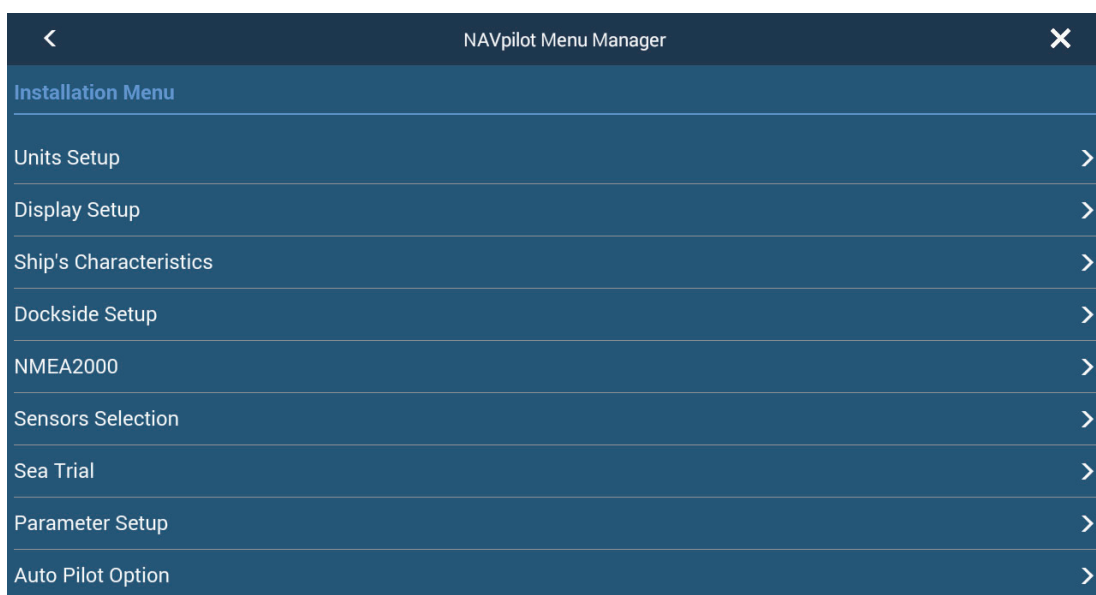 NAVpilot Menu Manager
Installation Menu
Units Setup
Display Setup
Ship's Characteristics
Dockside Setup
NMEA2000
Sensors Selection
Sea Trial
Parameter Setup
Auto Pilot Option